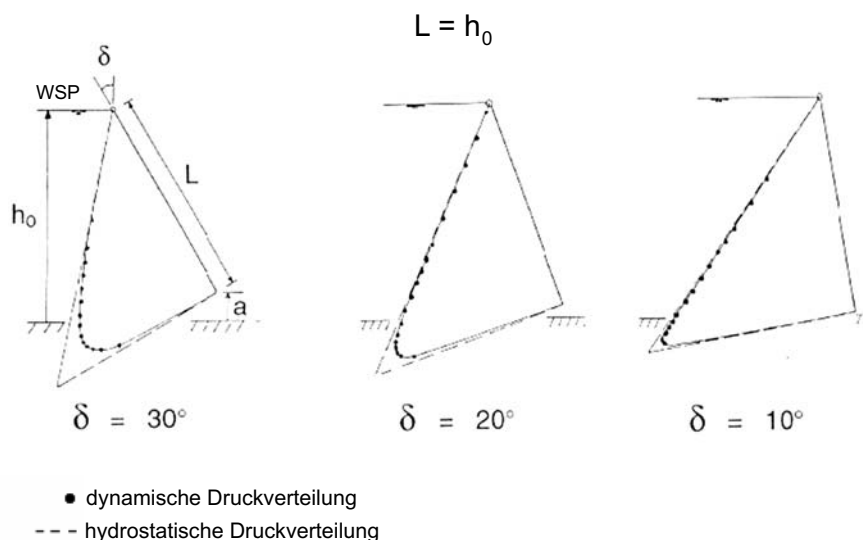 L = h₀
δ
WSP
L
h₀
a
δ = 30°
δ = 20°
δ = 10°
dynamische Druckverteilung
hydrostatische Druckverteilung